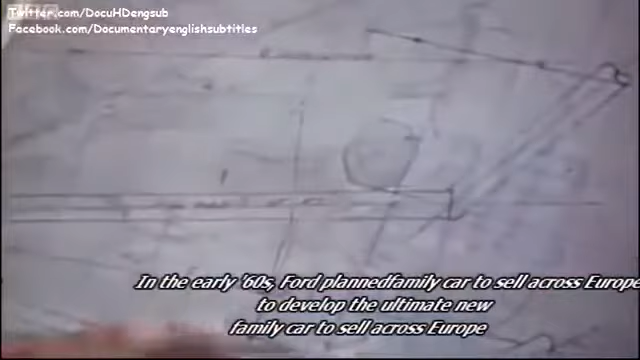 Twitter.com/DocuHDengsub
Facebook.com/Documentaryenglishsubtitles
In the early '60s, Ford plannedfamily car to sell across Europe
to develop the ultimate new
family car to sell across Europe